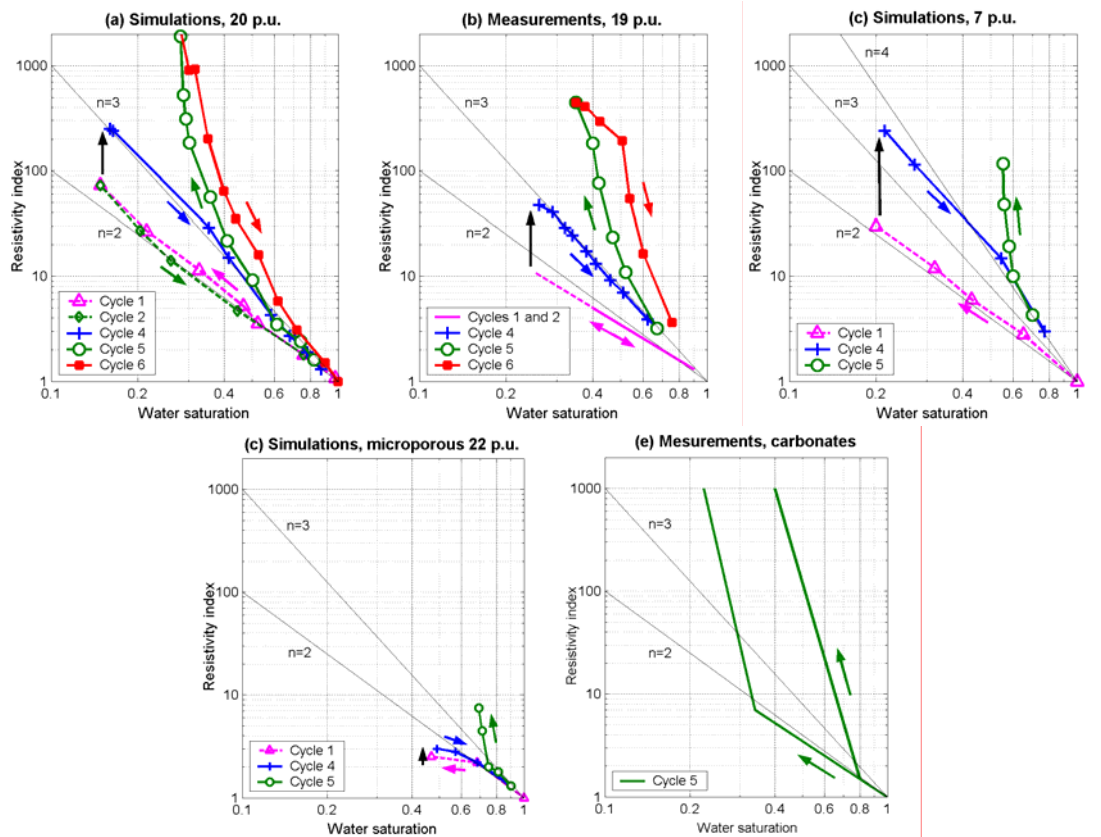 (a) Simulations, 20 p.u.
1000
100
10
1
Resistivity index
n=3
n=2
Cycle 1
Cycle 2
Cycle 4
Cycle 5
Cycle 6
0.1 0.2 0.4 0.6 0.8 1
Water saturation
(b) Measurements, 19 p.u.
1000
100
10
1
Resistivity index
n=3
n=2
Cycles 1 and 2
Cycle 4
Cycle 5
Cycle 6
0.1 0.2 0.4 0.6 0.8 1
Water saturation
(c) Simulations, 7 p.u.
1000
100
10
1
Resistivity index
n=4
n=3
n=2
Cycle 1
Cycle 4
Cycle 5
0.1 0.2 0.4 0.6 0.8 1
Water saturation
(c) Simulations, microporous 22 p.u.
1000
100
10
1
Resistivity index
n=3
n=2
Cycle 1
Cycle 4
Cycle 5
0.1 0.2 0.4 0.6 0.8 1
Water saturation
(e) Mesurements, carbonates
1000
100
10
1
Resistivity index
n=3
n=2
Cycle 5
0.1 0.2 0.4 0.6 0.8 1
Water saturation